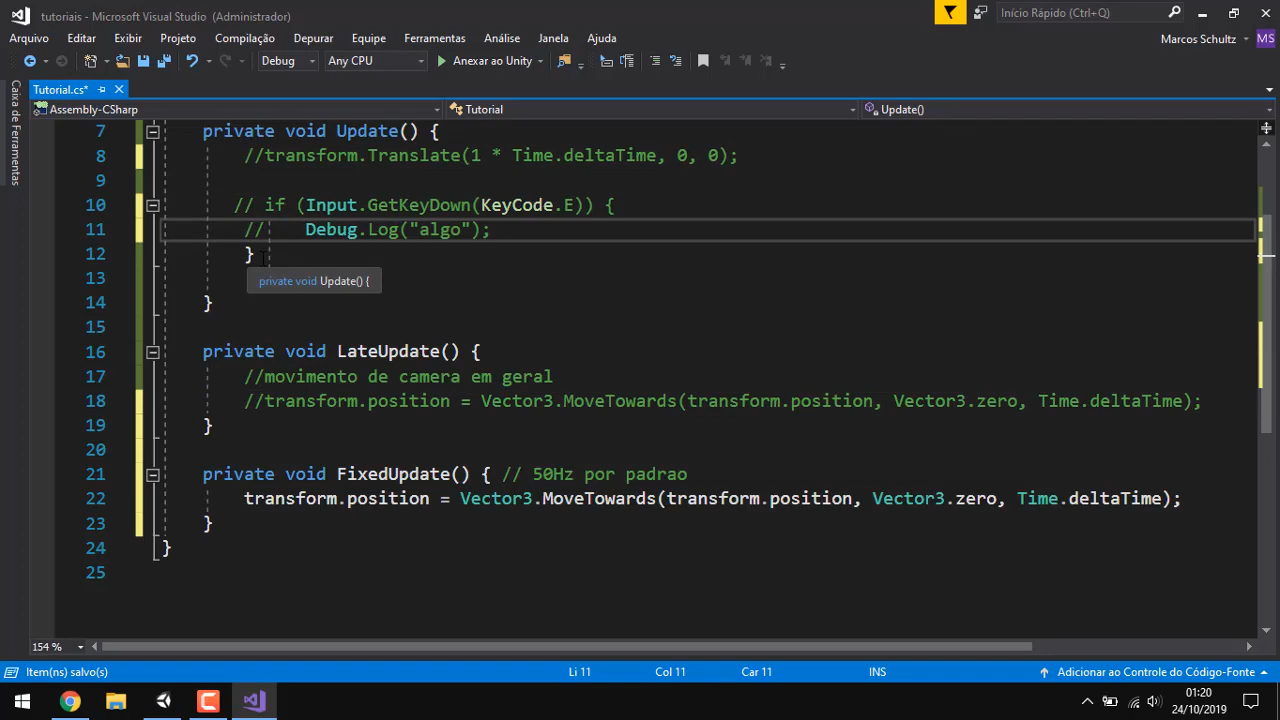 tutoriais - Microsoft Visual Studio (Administrador)
Início Rápido (Ctrl+Q)
Arquivo Editar Exibir Projeto Compilação Depurar Equipe Ferramentas Análise Janela Ajuda
Marcos Schultz MS
Debug Any CPU Anexar ao Unity
Caixa de Ferramentas
Tutorial.cs*
Assembly-CSharp Tutorial Update()
7 private void Update() {
8 //transform.Translate(1 * Time.deltaTime, 0, 0);
9
10 // if (Input.GetKeyDown(KeyCode.E)) {
11 // Debug.Log("algo");
12 }
private void Update() {
13
14 }
15
16 private void LateUpdate() {
17 //movimento de camera em geral
18 //transform.position = Vector3.MoveTowards(transform.position, Vector3.zero, Time.deltaTime);
19 }
20
21 private void FixedUpdate() { // 50Hz por padrao
22 transform.position = Vector3.MoveTowards(transform.position, Vector3.zero, Time.deltaTime);
23 }
24 }
25
154 %
Item(ns) salvo(s) Li 11 Col 11 Car 11 INS Adicionar ao Controle do Código-Fonte
01:20
24/10/2019